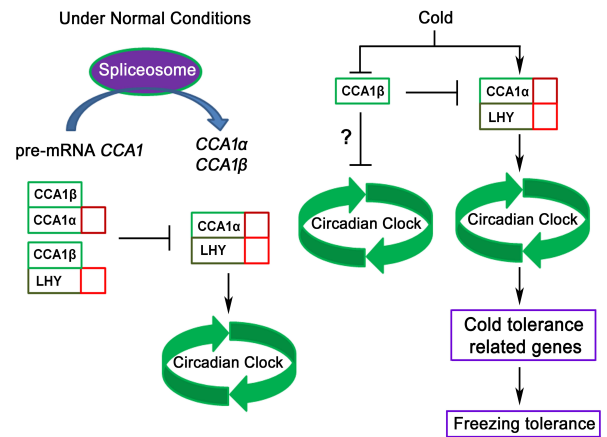 Under Normal Conditions
Spliceosome
pre-mRNA CCA1
CCA1α
CCA1β
CCA1β
CCA1α
CCA1β
LHY
CCA1α
LHY
Circadian Clock
Cold
CCA1β
CCA1α
LHY
?
Circadian Clock
Circadian Clock
Cold tolerance
related genes
Freezing tolerance